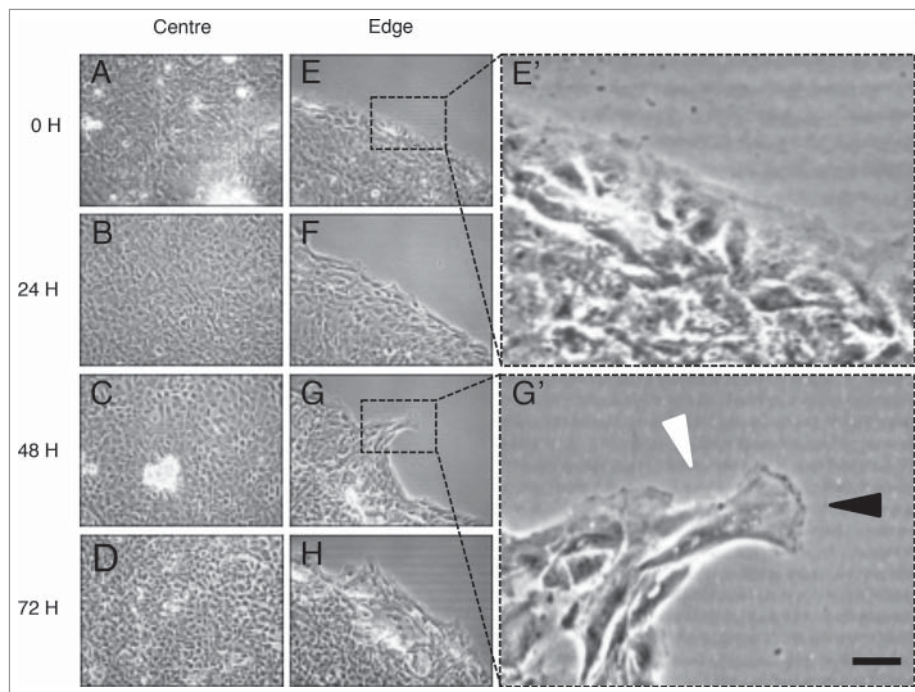 Centre Edge
A E E’
0 H
B F
24 H
C G G’
48 H
D H
72 H